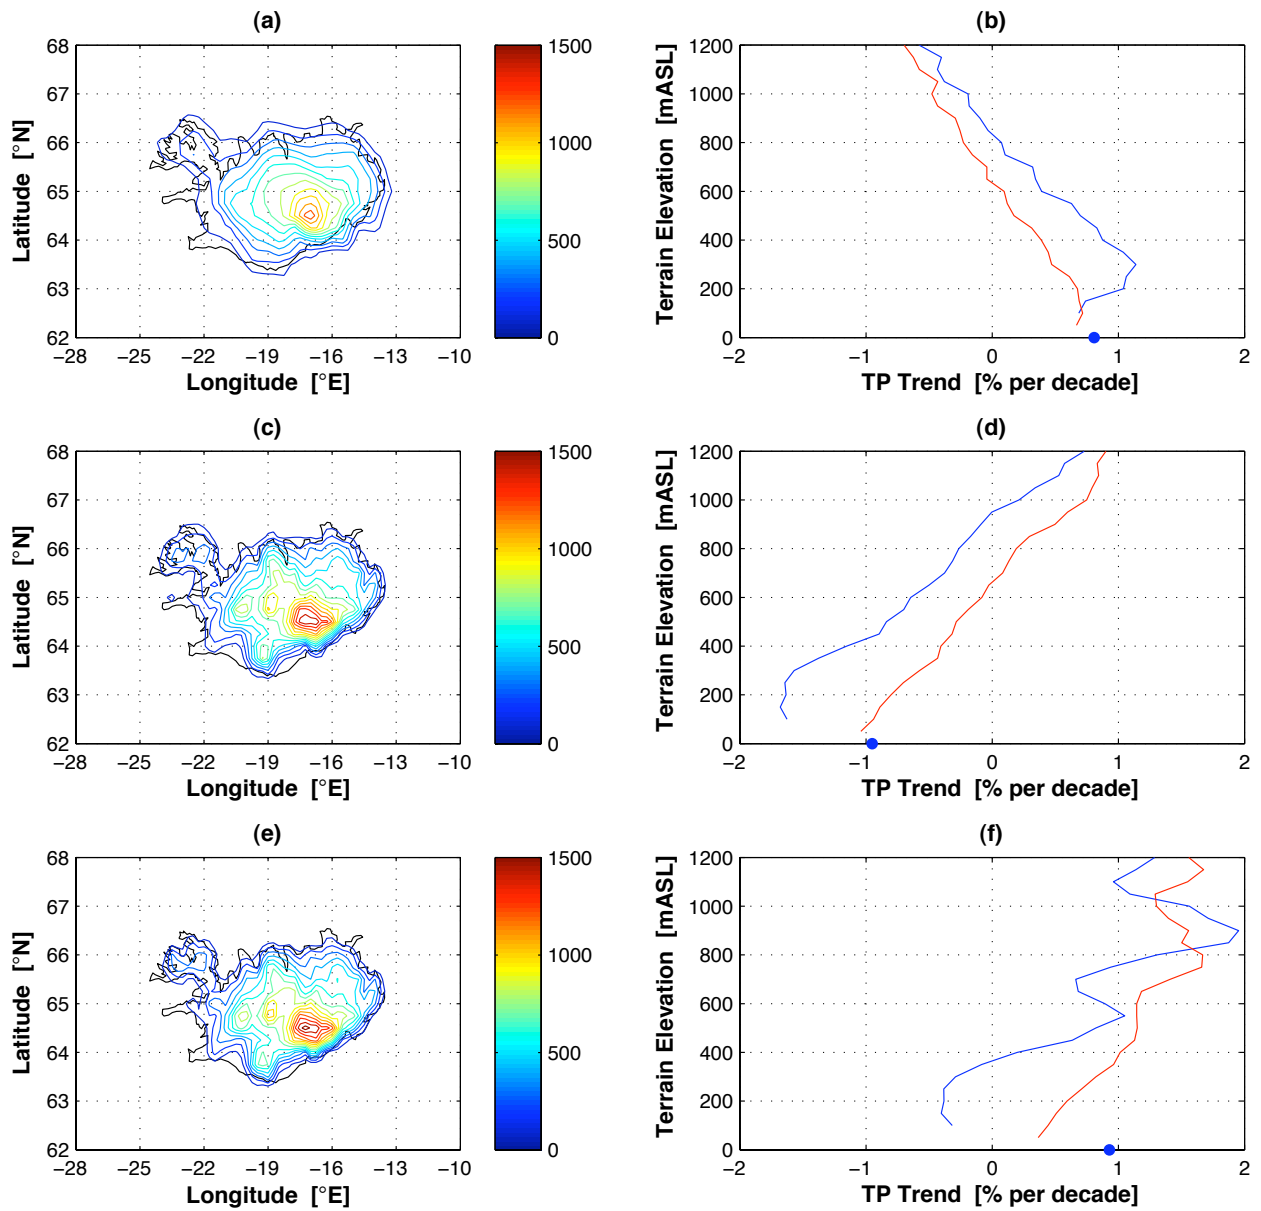 (a)
68
67
66
65
64
63
62
−28 −25 −22 −19 −16 −13 −10
Latitude [°N]
Longitude [°E]
1500
1000
500
0
(b)
1200
1000
800
600
400
200
0
−2 −1 0 1 2
Terrain Elevation [mASL]
TP Trend [% per decade]
(c)
68
67
66
65
64
63
62
−28 −25 −22 −19 −16 −13 −10
Latitude [°N]
Longitude [°E]
1500
1000
500
0
(d)
1200
1000
800
600
400
200
0
−2 −1 0 1 2
Terrain Elevation [mASL]
TP Trend [% per decade]
(e)
68
67
66
65
64
63
62
−28 −25 −22 −19 −16 −13 −10
Latitude [°N]
Longitude [°E]
1500
1000
500
0
(f)
1200
1000
800
600
400
200
0
−2 −1 0 1 2
Terrain Elevation [mASL]
TP Trend [% per decade]